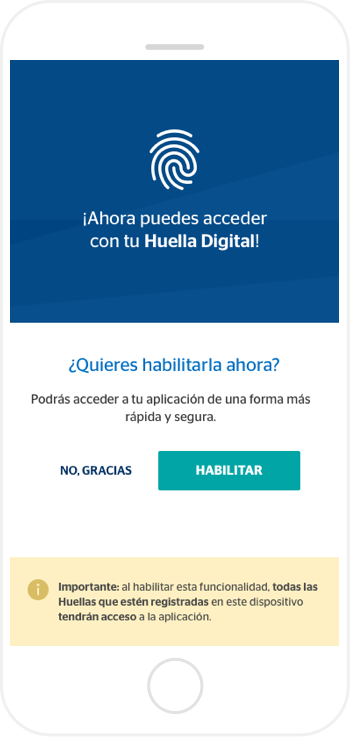 ¡Ahora puedes acceder
con tu Huella Digital!
¿Quieres habilitarla ahora?
Podrás acceder a tu aplicación de una forma más
rápida y segura.
NO, GRACIAS
HABILITAR
i
Importante: al habilitar esta funcionalidad, todas las
Huellas que estén registradas en este dispositivo
tendrán acceso a la aplicación.